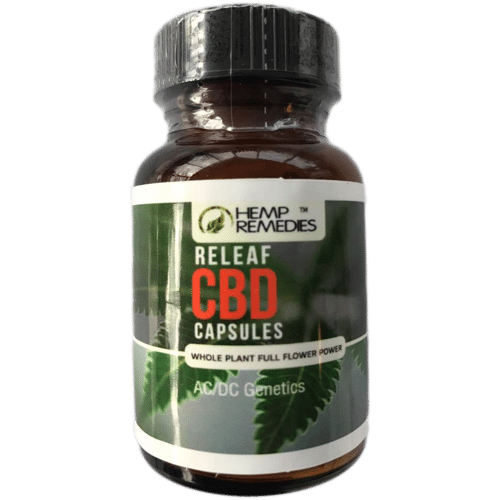 HEMP ™
REMEDIES
RELEAF
CBD
CAPSULES
WHOLE PLANT FULL FLOWER POWER
AC/DC Genetics